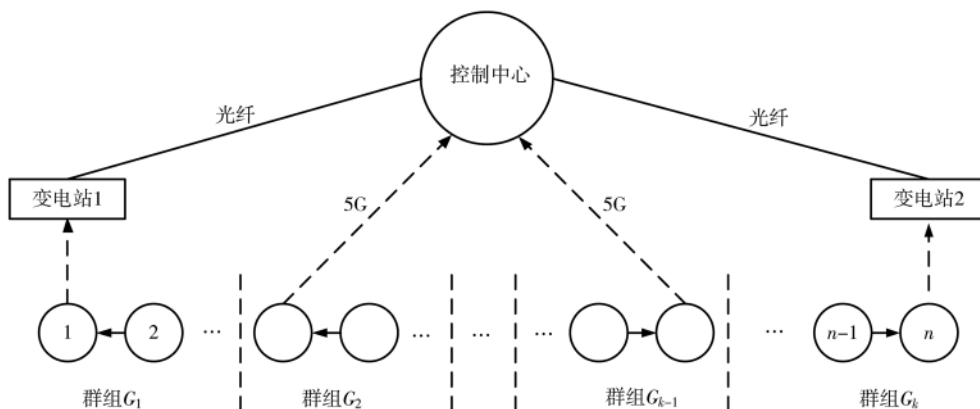 控制中心
光纤
光纤
变电站1
变电站2
5G
5G
1
2
...
...
...
...
...
n-1
n
群组G1
群组G2
群组Gk-1
群组Gk